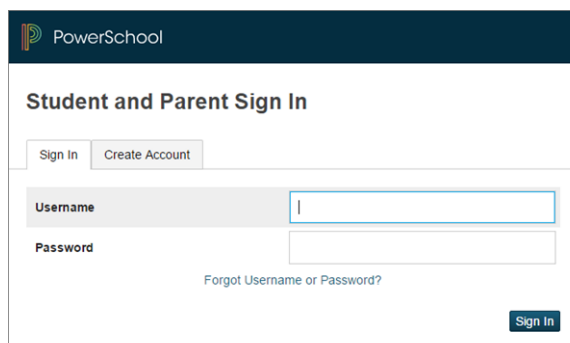 PowerSchool
Student and Parent Sign In
Sign In Create Account
Username
Password
Forgot Username or Password?
Sign In